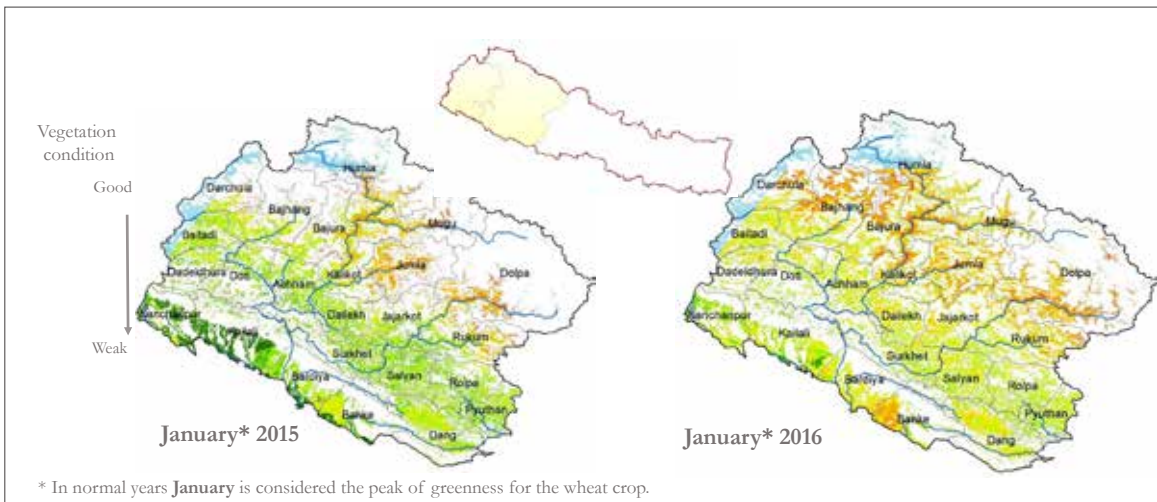 Vegetation
condition
Good
Weak
Humla
Darchula
Bajhang
Bajura
Mugu
Baitadi
Jumla
Dadeldhura
Doti
Kalikot
Dolpa
Achham
Kanchanpur
Dailekh
Jajarkot
Kailali
Rukum
Surkhet
Bardiya
Salyan
Rolpa
Pyuthan
Banke
Dang
January* 2015
Humla
Darchula
Bajhang
Bajura
Mugu
Baitadi
Jumla
Dadeldhura
Doti
Kalikot
Dolpa
Achham
Kanchanpur
Dailekh
Jajarkot
Kailali
Rukum
Surkhet
Bardiya
Salyan
Rolpa
Pyuthan
Banke
Dang
January* 2016
* In normal years January is considered the peak of greenness for the wheat crop.